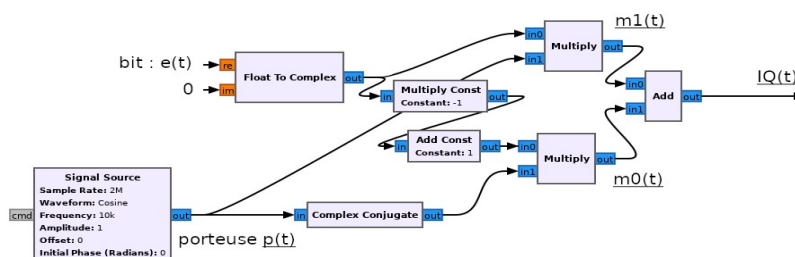 m1(t)
in0
Multiply
out
in1
bit : e(t)
re
Float To Complex
out
0
im
in
Multiply Const
Constant: -1
out
in0
Add
out
in1
IQ(t)
in
Add Const
Constant: 1
out
in0
Multiply
out
in1
m0(t)
Signal Source
Sample Rate: 2M
Waveform: Cosine
Frequency: 10k
Amplitude: 1
Offset: 0
Initial Phase (Radians): 0
cmd
out
in
Complex Conjugate
out
porteuse p(t)